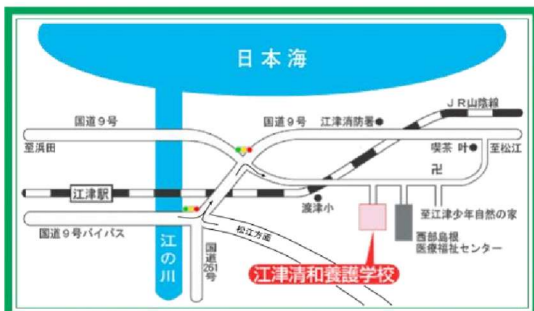 日本海
JR山陰線
国道9号
国道9号
江津消防署
至浜田
喫茶 叶
至松江
卍
江津駅
渡津小
至江津少年自然の家
国道9号バイパス
江の川
国道261号
松江方面
西部島根
医療福祉センター
江津清和養護学校